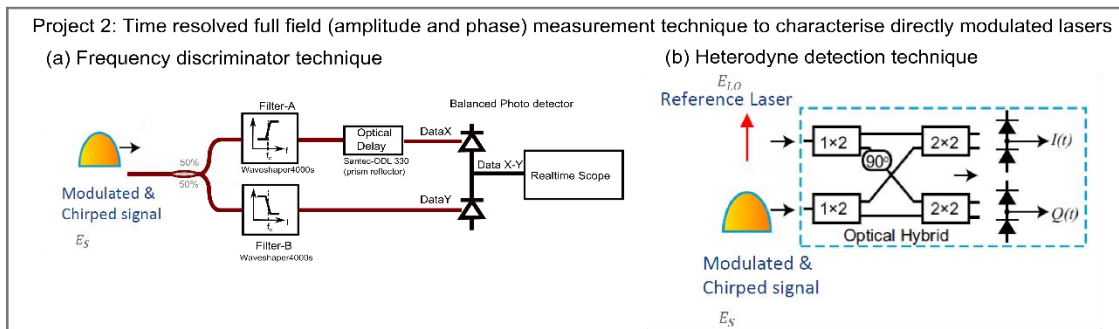 Project 2: Time resolved full field (amplitude and phase) measurement technique to characterise directly modulated lasers
(a) Frequency discriminator technique
Filter-A
f
f_c
Waveshaper4000s
50%
50%
Modulated &
Chirped signal
E_S
Optical
Delay
Santec-ODL 330
(prism reflector)
DataX
Balanced Photo detector
Data X-Y
Realtime Scope
DataY
f
f_c
Filter-B
Waveshaper4000s
(b) Heterodyne detection technique
E_LO
Reference Laser
1×2
2×2
90°
I(t)
1×2
2×2
Q(t)
Optical Hybrid
Modulated &
Chirped signal
E_S